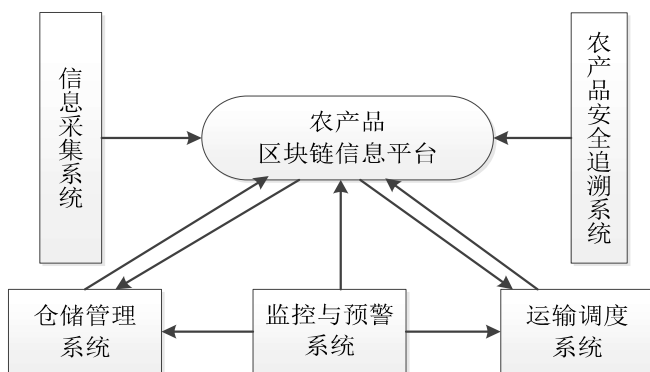 信息采集系统
农产品
区块链信息平台
农产品安全追溯系统
仓储管理
系统
监控与预警
系统
运输调度
系统